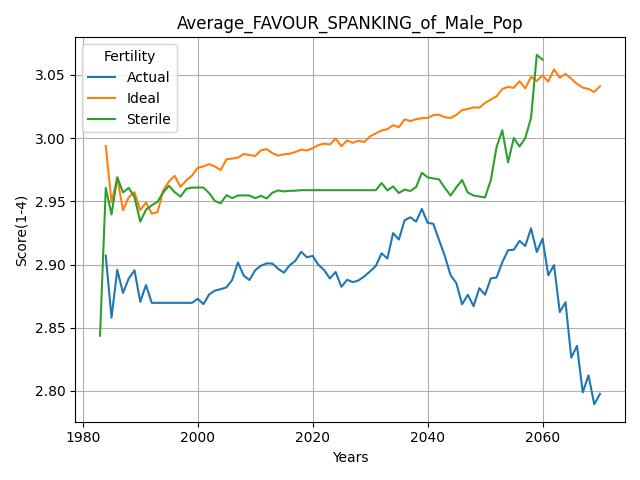 Average_FAVOUR_SPANKING_of_Male_Pop
Fertility
Actual
Ideal
Sterile
Score(1-4)
3.05
3.00
2.95
2.90
2.85
2.80
1980
2000
2020
2040
2060
Years